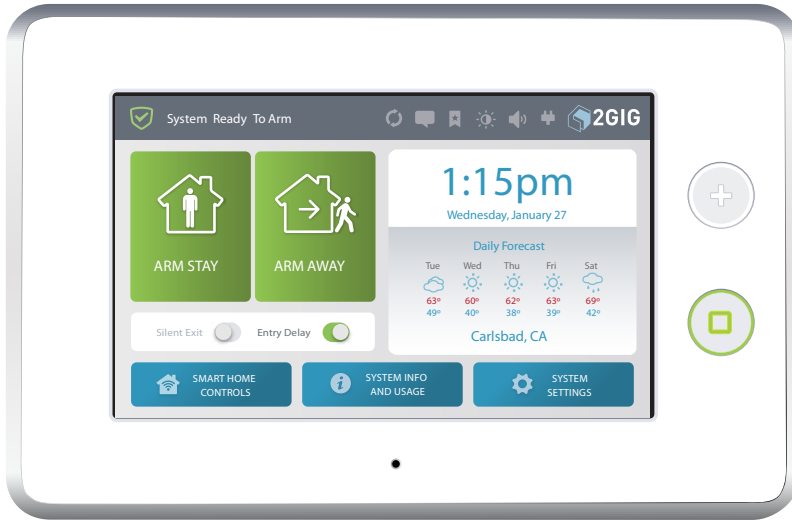 System Ready To Arm
2GIG
ARM STAY
ARM AWAY
1:15pm
Wednesday, January 27
Daily Forecast
Tue Wed Thu Fri Sat
63º 60º 62º 63º 69º
49º 40º 38º 39º 42º
Carlsbad, CA
Silent Exit
Entry Delay
SMART HOME
CONTROLS
SYSTEM INFO
AND USAGE
SYSTEM
SETTINGS